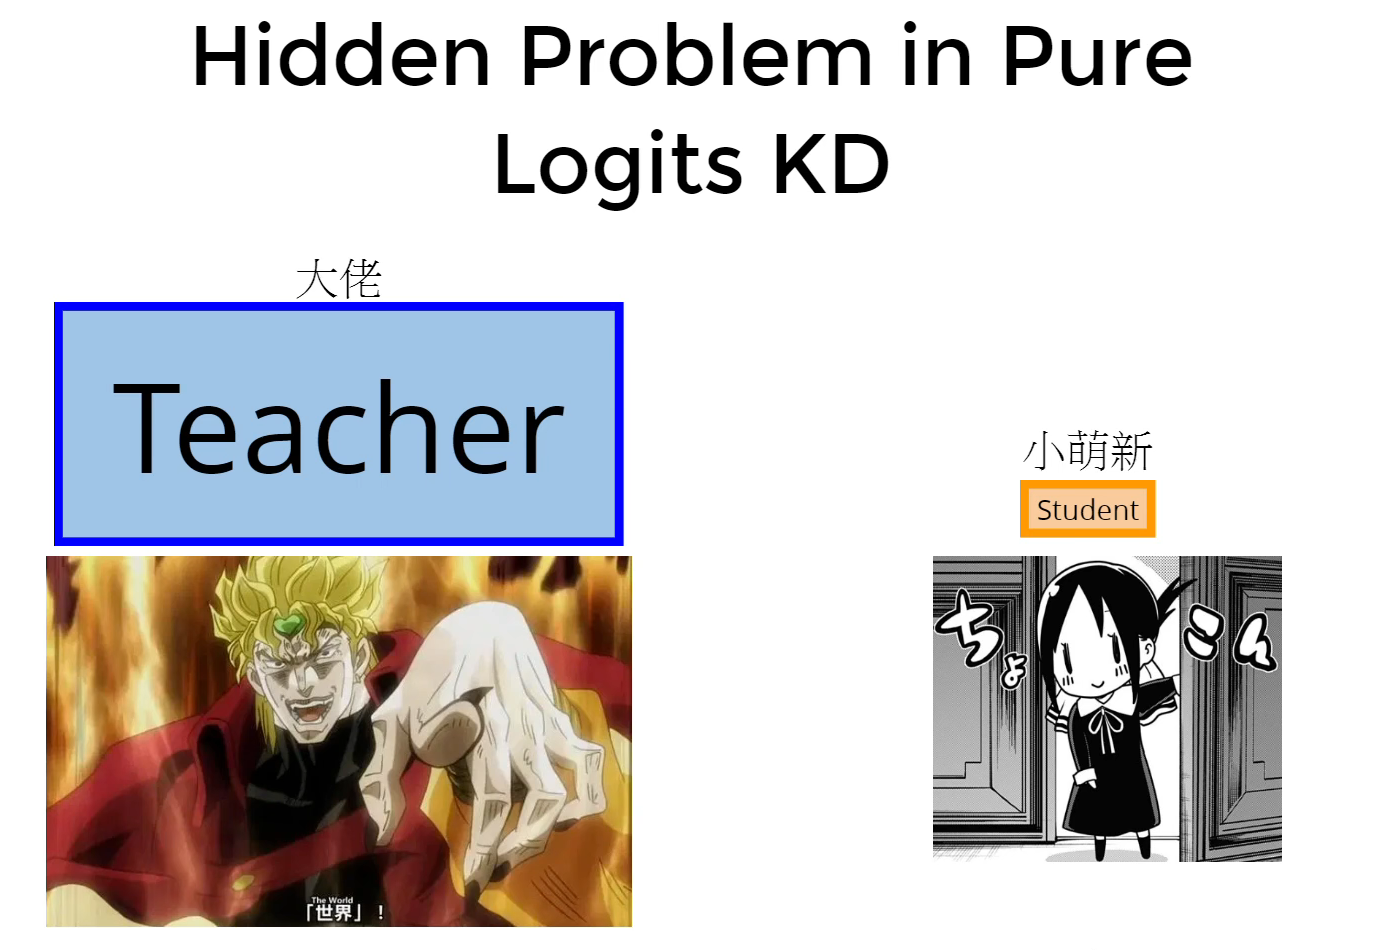 Hidden Problem in Pure
Logits KD
大佬
Teacher
小萌新
Student
ちょ
こん
The World
「世界」！